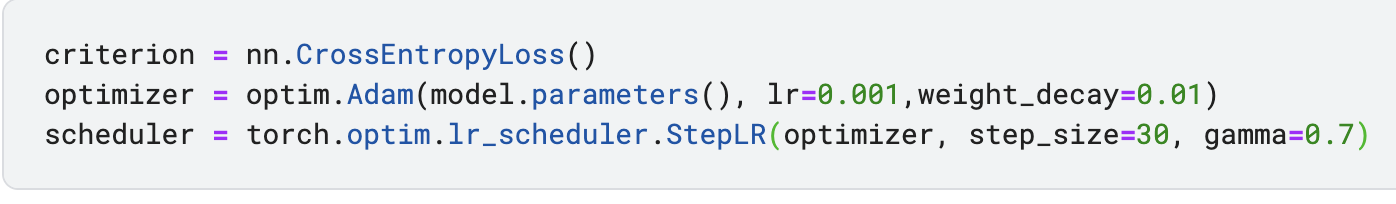 criterion = nn.CrossEntropyLoss()
optimizer = optim.Adam(model.parameters(), lr=0.001,weight_decay=0.01)
scheduler = torch.optim.lr_scheduler.StepLR(optimizer, step_size=30, gamma=0.7)